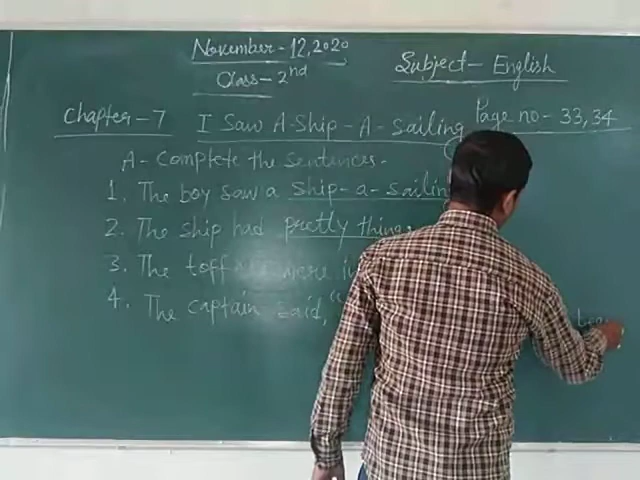 November - 12, 2020
Class - 2nd
Subject - English
Chapter - 7 I Saw A-Ship-A-Sailing Page no - 33, 34
A - Complete the sentences -
1. The boy saw a ship-a-sailing
2. The ship had pretty things
3. The were
4. The captain said, "